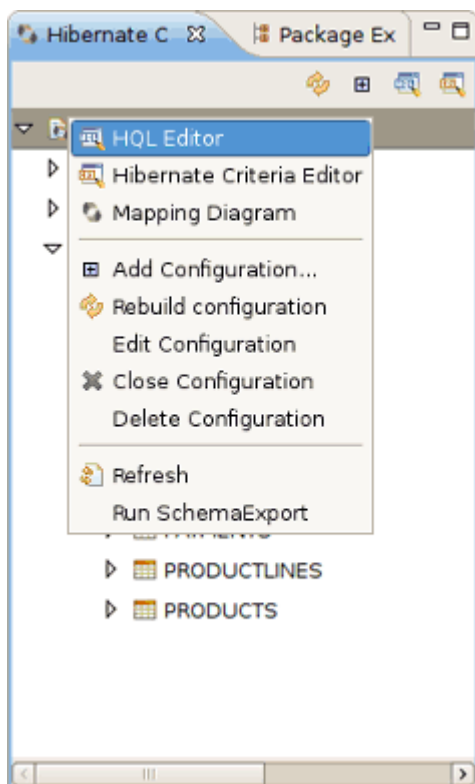 Hibernate C
Package Ex
HQL Editor
Hibernate Criteria Editor
Mapping Diagram
Add Configuration...
Rebuild configuration
Edit Configuration
Close Configuration
Delete Configuration
Refresh
Run SchemaExport
PRODUCTLINES
PRODUCTS